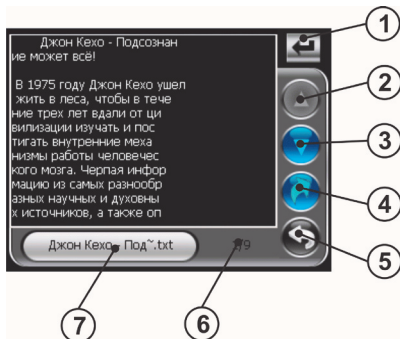 Джон Кехо - Подсознан
ие может всё!
В 1975 году Джон Кехо ушел
жить в леса, чтобы в тече
ние трех лет вдали от ци
вилизации изучать и пос
тигать внутренние меха
низмы работы человечес
кого мозга. Черпая инфор
мацию из самых разнообр
азных научных и духовны
х источников, а также оп
Джон Кехо - Под~.txt
1/9
1
2
3
4
5
6
7